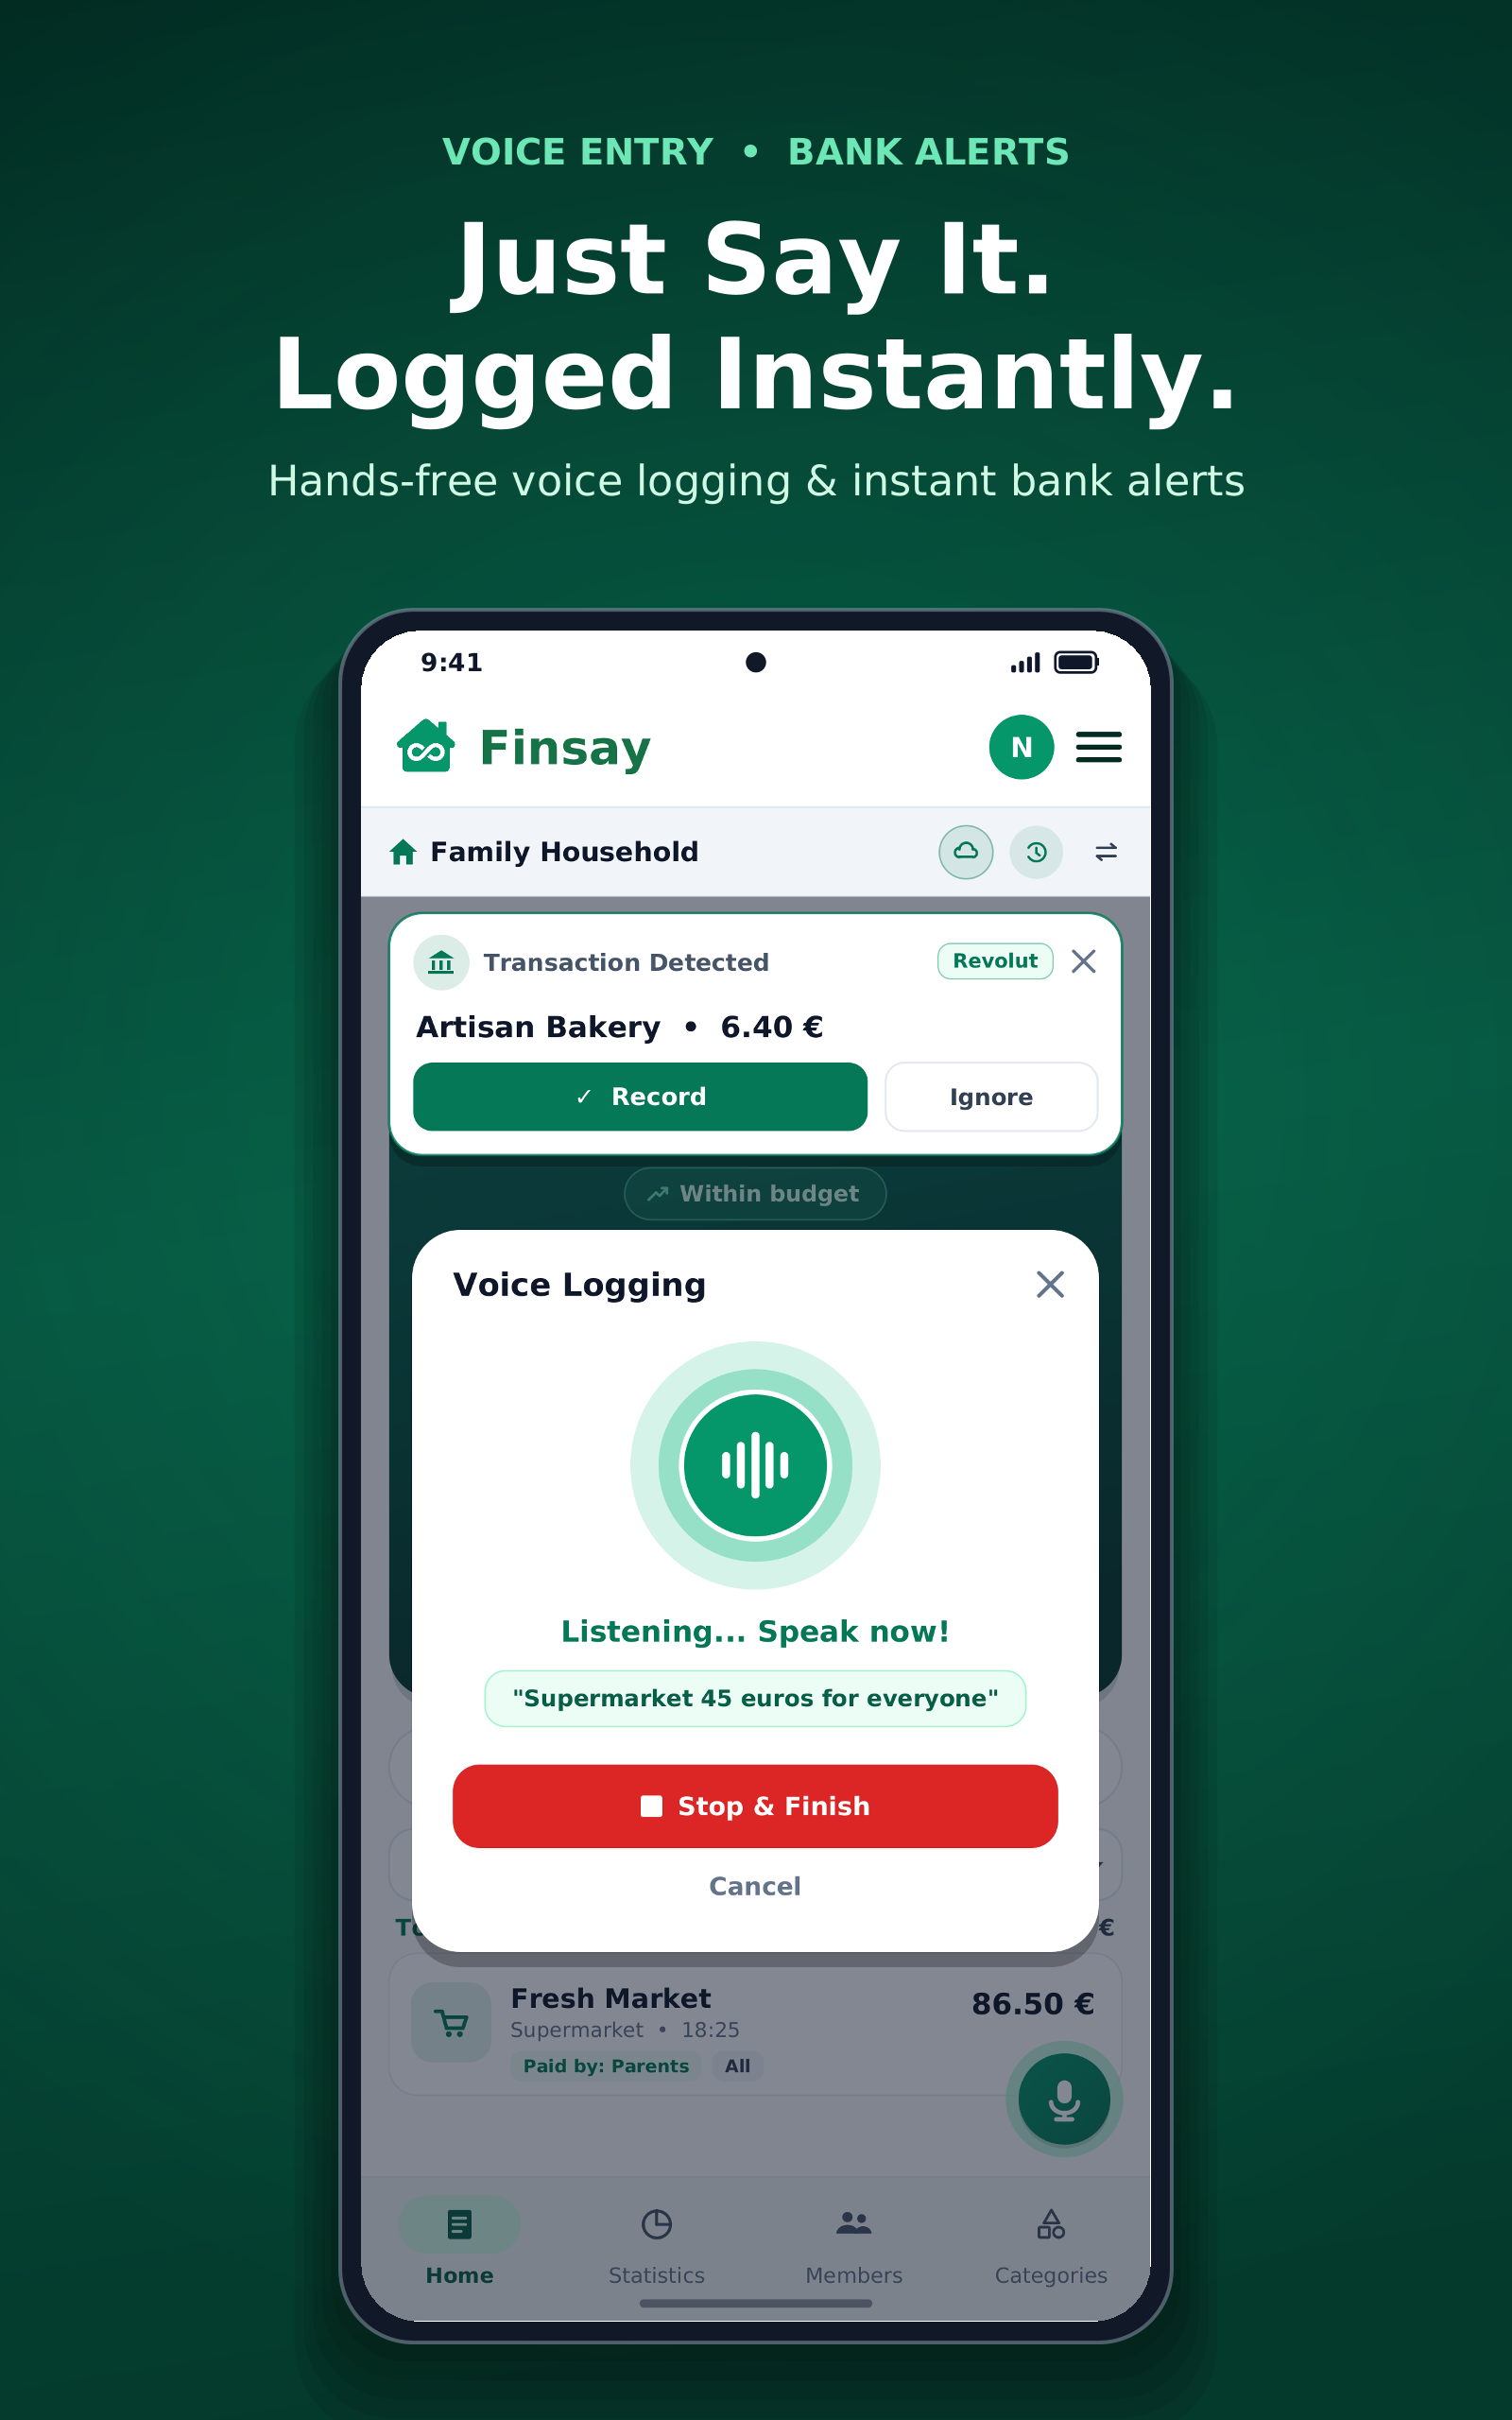 VOICE ENTRY • BANK ALERTS
Just Say It.
Logged Instantly.
Hands-free voice logging & instant bank alerts
9:41
Finsay
N
Family Household
Transaction Detected
Revolut
Artisan Bakery • 6.40 €
✓ Record
Ignore
Within budget
Voice Logging
Listening... Speak now!
"Supermarket 45 euros for everyone"
Stop & Finish
Cancel
€
Fresh Market
86.50 €
Supermarket • 18:25
Paid by: Parents
All
Home
Statistics
Members
Categories